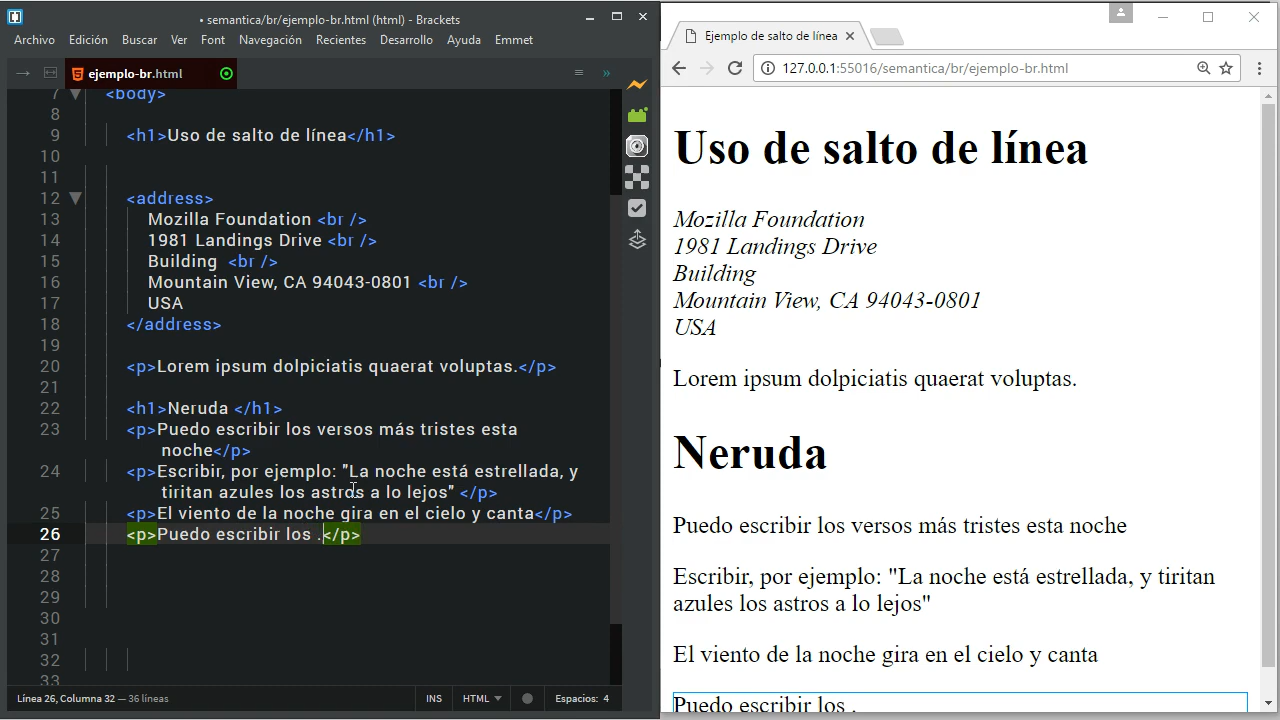 • semantica/br/ejemplo-br.html (html) - Brackets
Archivo Edición Buscar Ver Font Navegación Recientes Desarrollo Ayuda Emmet
ejemplo-br.html
7 <body>
8
9 <h1>Uso de salto de línea</h1>
10
11
12 <address>
13 Mozilla Foundation <br />
14 1981 Landings Drive <br />
15 Building <br />
16 Mountain View, CA 94043-0801 <br />
17 USA
18 </address>
19
20 <p>Lorem ipsum dolpiciatis quaerat voluptas.</p>
21
22 <h1>Neruda </h1>
23 <p>Puedo escribir los versos más tristes esta
noche</p>
24 <p>Escribir, por ejemplo: "La noche está estrellada, y
tiritan azules los astros a lo lejos" </p>
25 <p>El viento de la noche gira en el cielo y canta</p>
26 <p>Puedo escribir los .</p>
27
28
29
30
31
32
33
Línea 26, Columna 32 — 36 líneas INS HTML Espacios: 4
Ejemplo de salto de línea
127.0.0.1:55016/semantica/br/ejemplo-br.html
Uso de salto de línea
Mozilla Foundation
1981 Landings Drive
Building
Mountain View, CA 94043-0801
USA
Lorem ipsum dolpiciatis quaerat voluptas.
Neruda
Puedo escribir los versos más tristes esta noche
Escribir, por ejemplo: "La noche está estrellada, y tiritan
azules los astros a lo lejos"
El viento de la noche gira en el cielo y canta
Puedo escribir los .